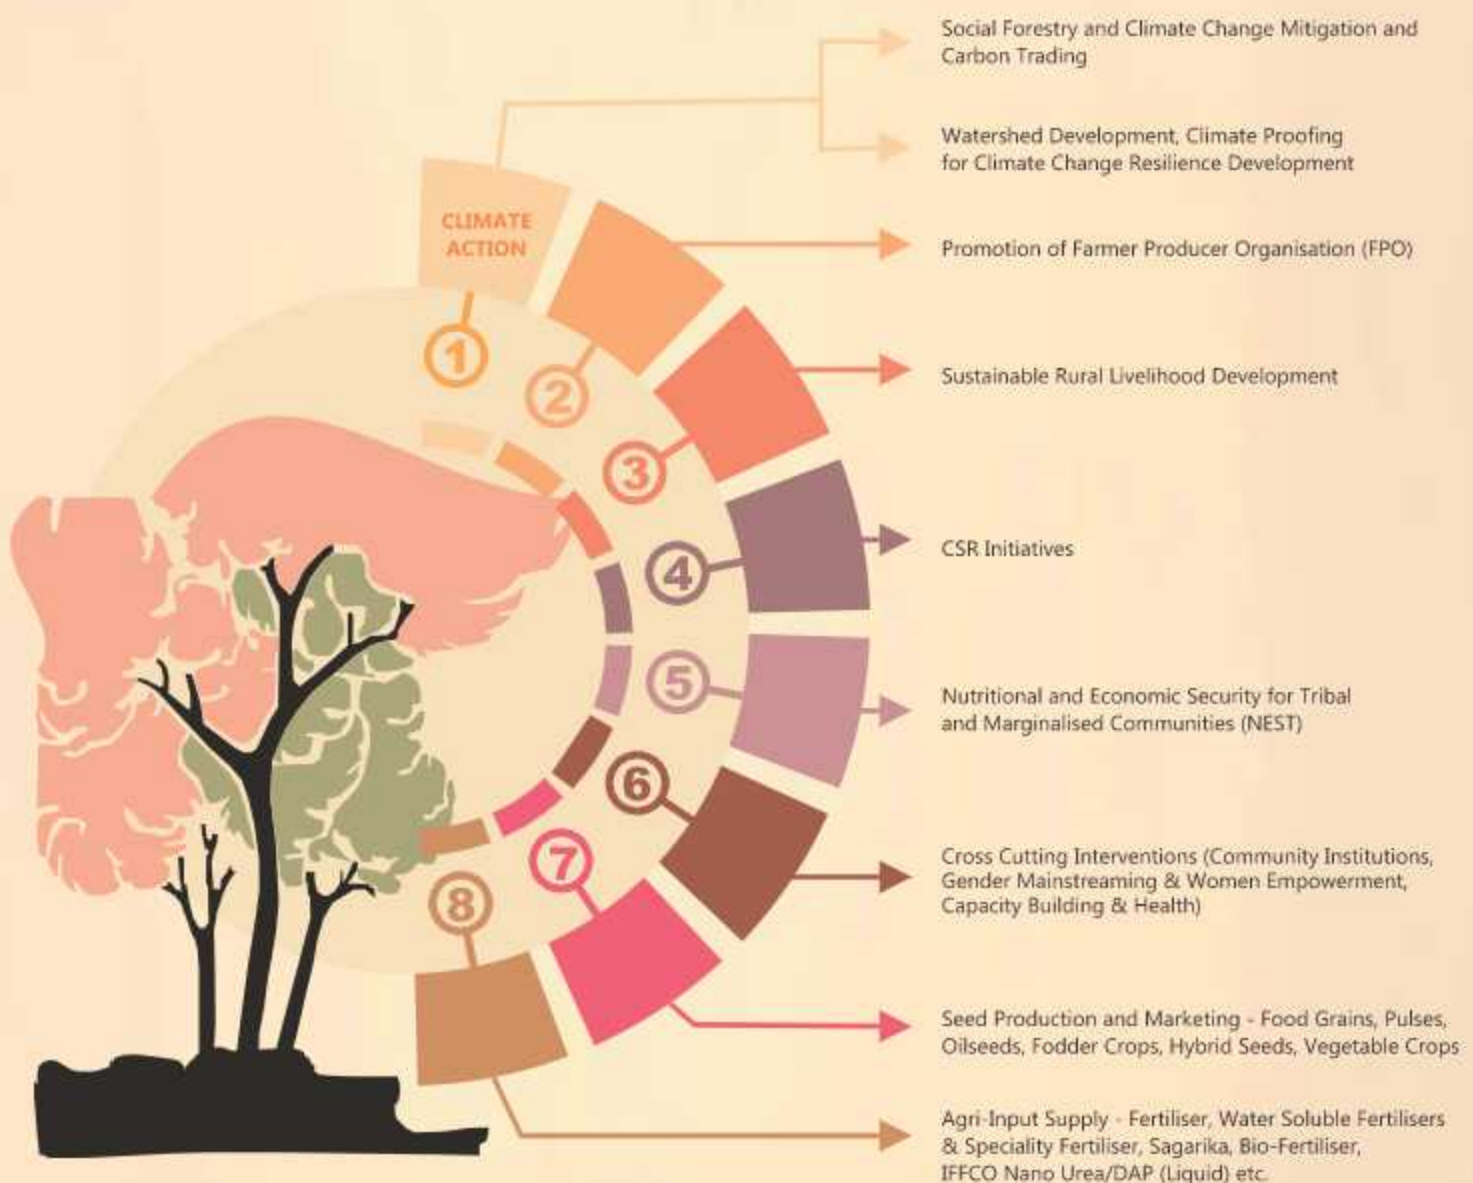 Social Forestry and Climate Change Mitigation and
Carbon Trading
Watershed Development, Climate Proofing
for Climate Change Resilience Development
CLIMATE
ACTION
Promotion of Farmer Producer Organisation (FPO)
1
2
Sustainable Rural Livelihood Development
3
CSR Initiatives
4
5
Nutritional and Economic Security for Tribal
and Marginalised Communities (NEST)
6
Cross Cutting Interventions (Community Institutions,
Gender Mainstreaming & Women Empowerment,
Capacity Building & Health)
7
8
Seed Production and Marketing - Food Grains, Pulses,
Oilseeds, Fodder Crops, Hybrid Seeds, Vegetable Crops
Agri-Input Supply - Fertiliser, Water Soluble Fertilisers
& Speciality Fertiliser, Sagarika, Bio-Fertiliser,
IFFCO Nano Urea/DAP (Liquid) etc.